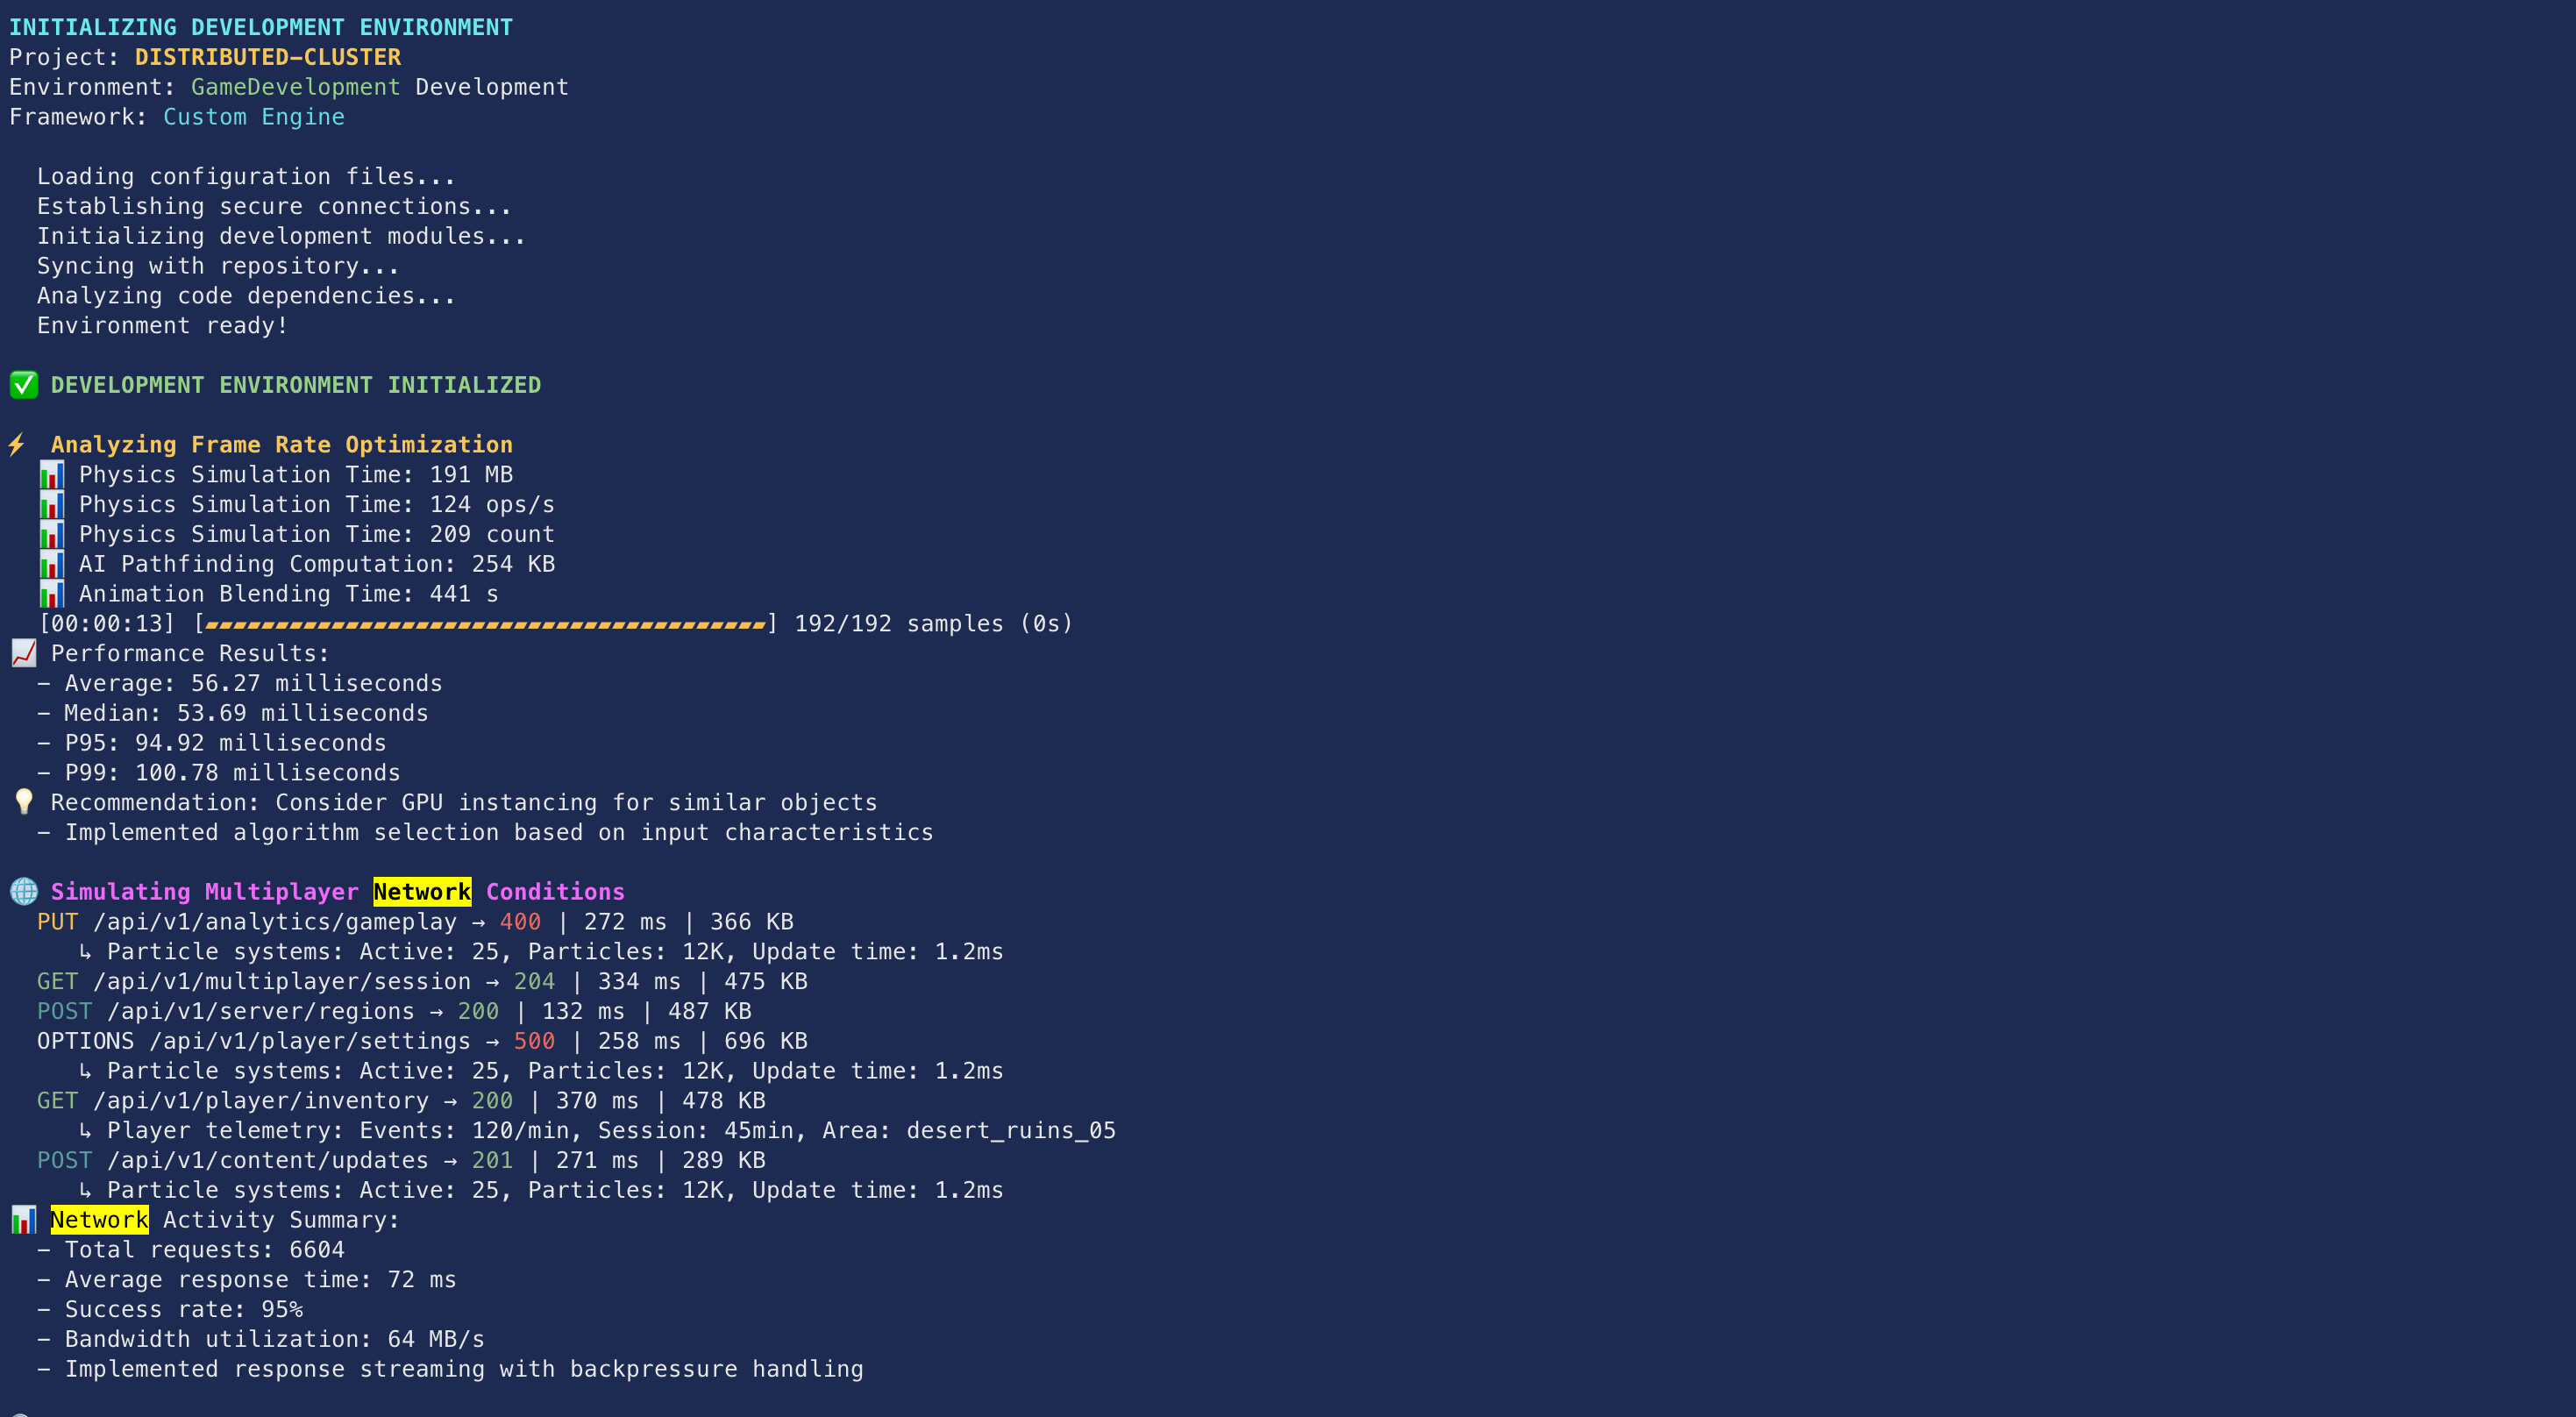 INITIALIZING DEVELOPMENT ENVIRONMENT
Project: DISTRIBUTED-CLUSTER
Environment: GameDevelopment Development
Framework: Custom Engine
Loading configuration files...
Establishing secure connections...
Initializing development modules...
Syncing with repository...
Analyzing code dependencies...
Environment ready!
✅ DEVELOPMENT ENVIRONMENT INITIALIZED
⚡ Analyzing Frame Rate Optimization
📊 Physics Simulation Time: 191 MB
📊 Physics Simulation Time: 124 ops/s
📊 Physics Simulation Time: 209 count
📊 AI Pathfinding Computation: 254 KB
📊 Animation Blending Time: 441 s
[00:00:13] [▰▰▰▰▰▰▰▰▰▰▰▰▰▰▰▰▰▰▰▰▰▰▰▰▰▰▰▰▰▰▰▰▰▰▰▰▰▰▰▰] 192/192 samples (0s)
📈 Performance Results:
− Average: 56.27 milliseconds
− Median: 53.69 milliseconds
− P95: 94.92 milliseconds
− P99: 100.78 milliseconds
💡 Recommendation: Consider GPU instancing for similar objects
− Implemented algorithm selection based on input characteristics
🌐 Simulating Multiplayer Network Conditions
PUT /api/v1/analytics/gameplay → 400 | 272 ms | 366 KB
↳ Particle systems: Active: 25, Particles: 12K, Update time: 1.2ms
GET /api/v1/multiplayer/session → 204 | 334 ms | 475 KB
POST /api/v1/server/regions → 200 | 132 ms | 487 KB
OPTIONS /api/v1/player/settings → 500 | 258 ms | 696 KB
↳ Particle systems: Active: 25, Particles: 12K, Update time: 1.2ms
GET /api/v1/player/inventory → 200 | 370 ms | 478 KB
↳ Player telemetry: Events: 120/min, Session: 45min, Area: desert_ruins_05
POST /api/v1/content/updates → 201 | 271 ms | 289 KB
↳ Particle systems: Active: 25, Particles: 12K, Update time: 1.2ms
📊 Network Activity Summary:
− Total requests: 6604
− Average response time: 72 ms
− Success rate: 95%
− Bandwidth utilization: 64 MB/s
− Implemented response streaming with backpressure handling